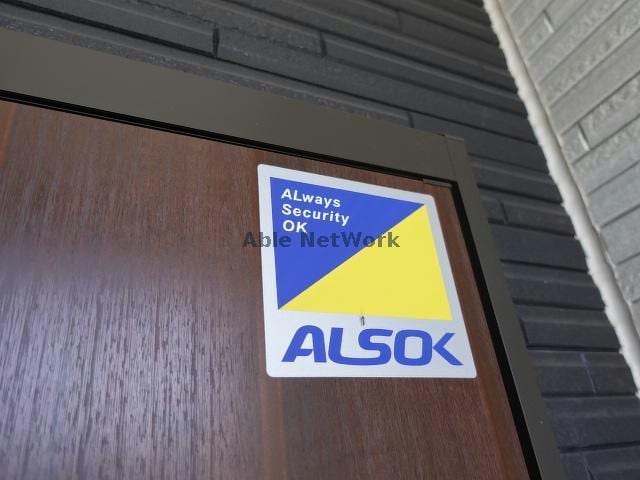 ALways
Security
OK
Able NetWork
ALSOK